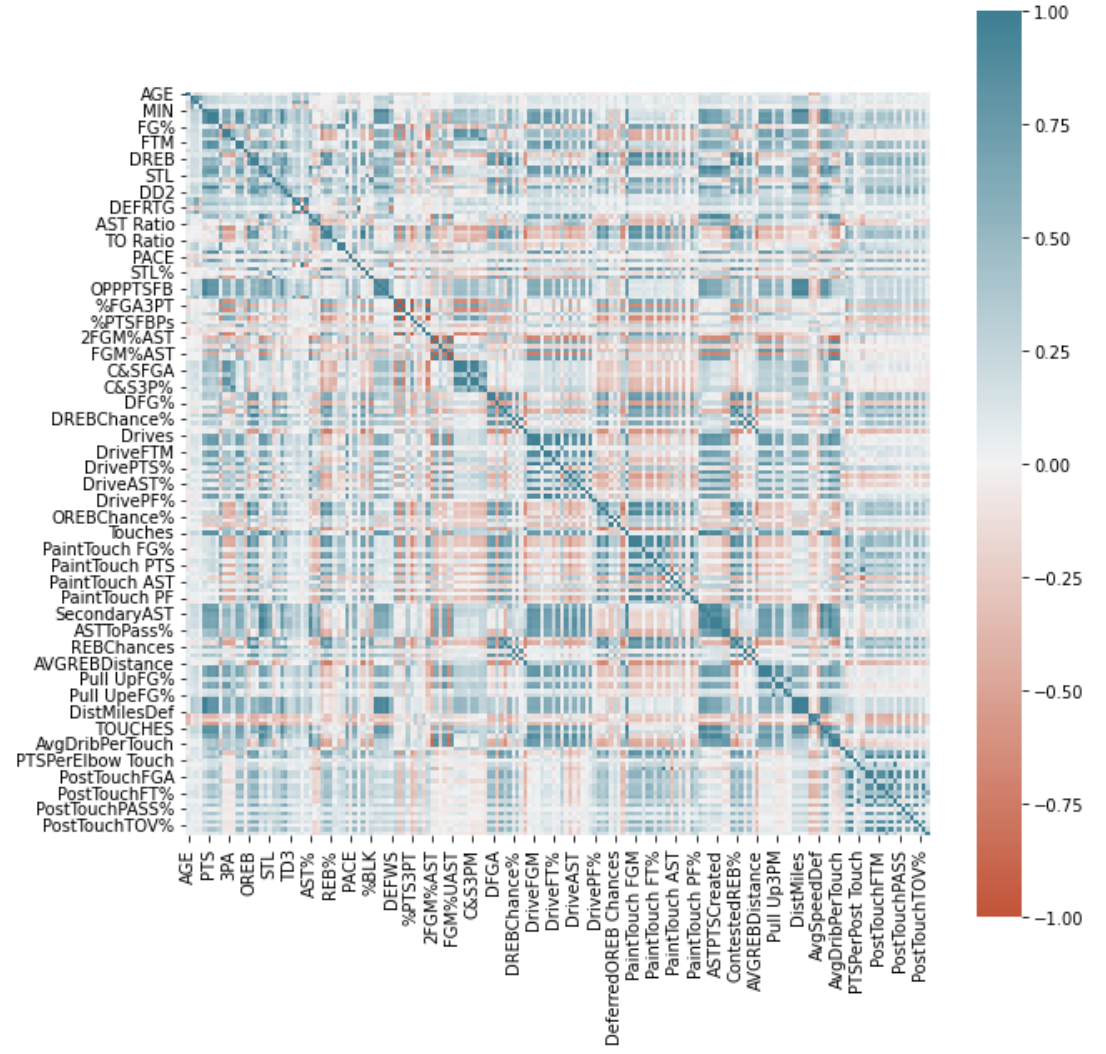 1.00
0.75
0.50
0.25
0.00
−0.25
−0.50
−0.75
−1.00
AGE
MIN
FG%
FTM
DREB
STL
DD2
DEFRTG
AST Ratio
TO Ratio
PACE
STL%
OPPPTSFB
%FGA3PT
%PTSFBPs
2FGM%AST
FGM%AST
C&SFGA
C&S3P%
DFG%
DREBChance%
Drives
DriveFTM
DrivePTS%
DriveAST%
DrivePF%
OREBChance%
Touches
PaintTouch FG%
PaintTouch PTS
PaintTouch AST
PaintTouch PF
SecondaryAST
ASTToPass%
REBChances
AVGREBDistance
Pull UpFG%
Pull UpeFG%
DistMilesDef
TOUCHES
AvgDribPerTouch
PTSPerElbow Touch
PostTouchFGA
PostTouchFT%
PostTouchPASS%
PostTouchTOV%
AGE
PTS
3PA
OREB
STL
TD3
AST%
REB%
PACE
%BLK
DEFWS
%PTS3PT
2FGM%AST
FGM%UAST
C&S3PM
DFGA
DREBChance%
DriveFGM
DriveFT%
DriveAST
DrivePF%
DeferredOREB Chances
PaintTouch FGM
PaintTouch FT%
PaintTouch AST
PaintTouch PF%
ASTPTSCreated
ContestedREB%
AVGREBDistance
Pull Up3PM
DistMiles
AvgSpeedDef
AvgDribPerTouch
PTSPerPost Touch
PostTouchFTM
PostTouchPASS
PostTouchTOV%